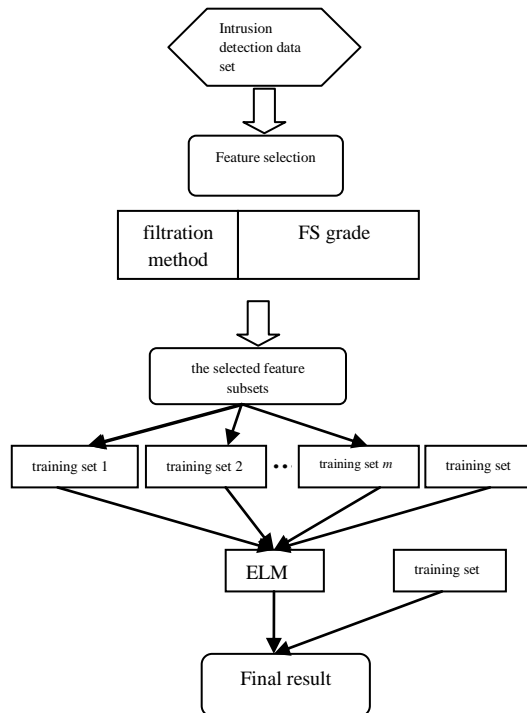 Intrusion
detection data
set
Feature selection
filtration
method
FS grade
the selected feature
subsets
training set 1
training set 2
...
training set m
training set
ELM
training set
Final result